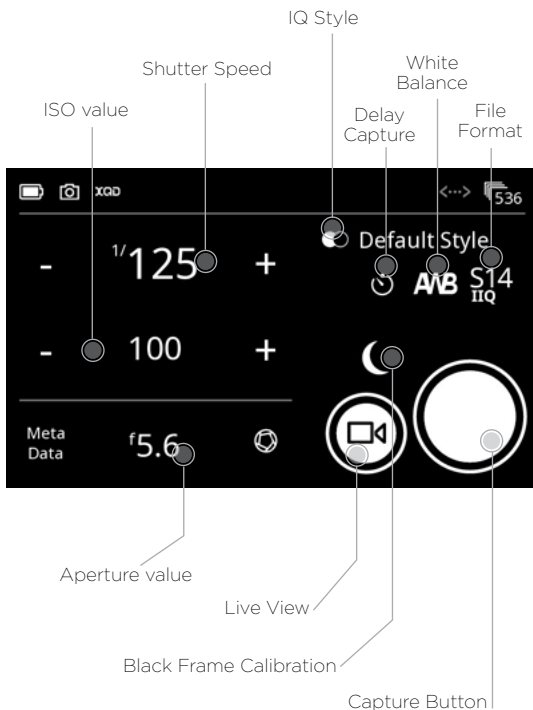 IQ Style
Shutter Speed
White
Balance
ISO value
Delay
Capture
File
Format
XQD
<···>
536
Default Style
- 1/125 +
AWB
S14
IIQ
- 100 +
Meta
Data
f5.6
Aperture value
Live View
Black Frame Calibration
Capture Button